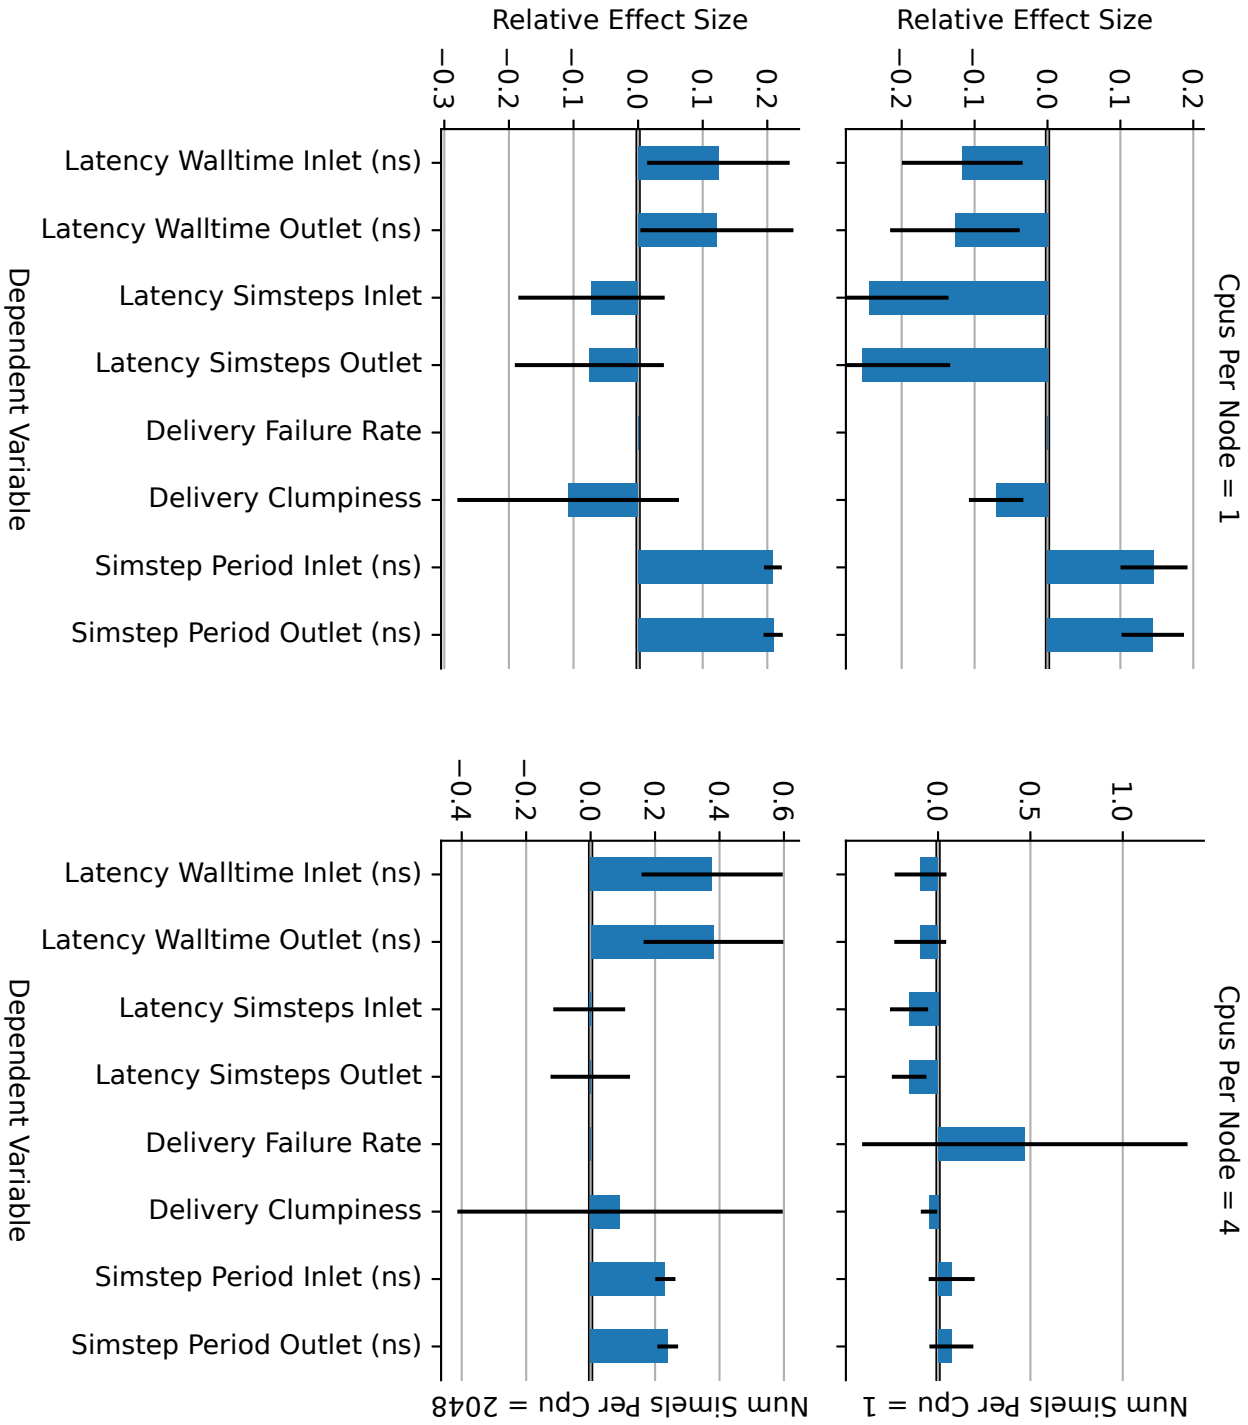 Cpus Per Node = 1
Relative Effect Size
0.2
0.1
0.0
−0.1
−0.2
Cpus Per Node = 4
1.0
0.5
0.0
Num Simels Per Cpu = 1
Relative Effect Size
0.2
0.1
0.0
−0.1
−0.2
−0.3
Latency Walltime Inlet (ns)
Latency Walltime Outlet (ns)
Latency Simsteps Inlet
Latency Simsteps Outlet
Delivery Failure Rate
Delivery Clumpiness
Simstep Period Inlet (ns)
Simstep Period Outlet (ns)
Dependent Variable
0.6
0.4
0.2
0.0
−0.2
−0.4
Latency Walltime Inlet (ns)
Latency Walltime Outlet (ns)
Latency Simsteps Inlet
Latency Simsteps Outlet
Delivery Failure Rate
Delivery Clumpiness
Simstep Period Inlet (ns)
Simstep Period Outlet (ns)
Dependent Variable
Num Simels Per Cpu = 2048